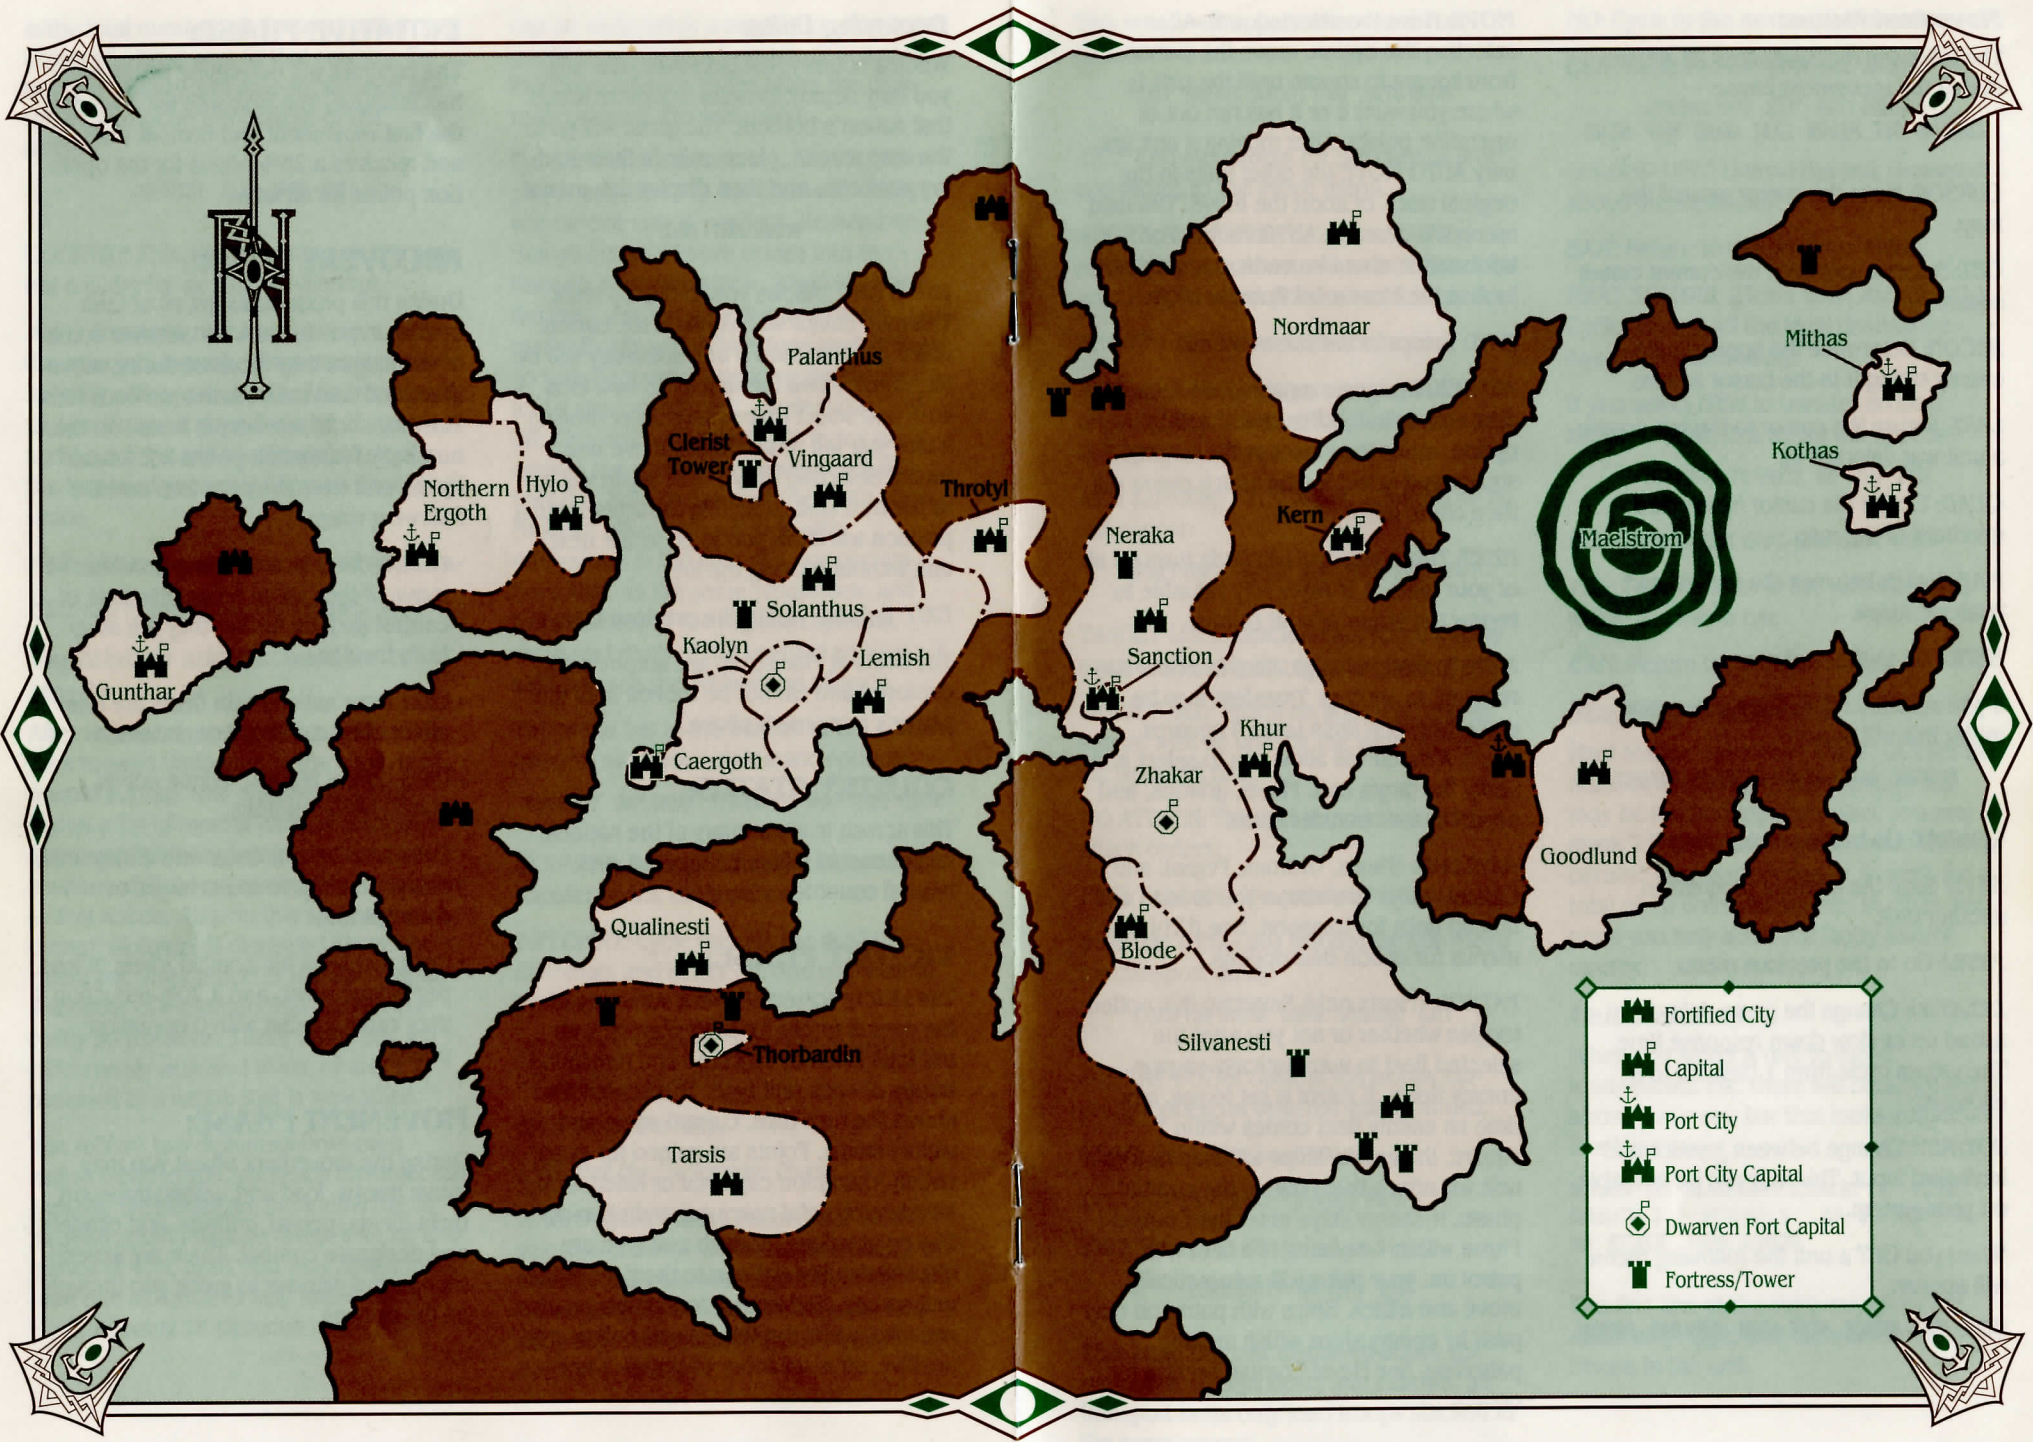 N
Nordmaar
Mithas
Palanthus
Clerist
Tower
Vingaard
Kothas
Northern
Ergoth
Hylo
Throtyl
Kern
Neraka
Maelstrom
Solanthus
Kaolyn
Lemish
Sanction
Gunthar
Khur
Caergoth
Zhakar
Goodlund
Qualinesti
Blode
Silvanesti
Thorbardin
Tarsis
Fortified City
Capital
Port City
Port City Capital
Dwarven Fort Capital
Fortress/Tower